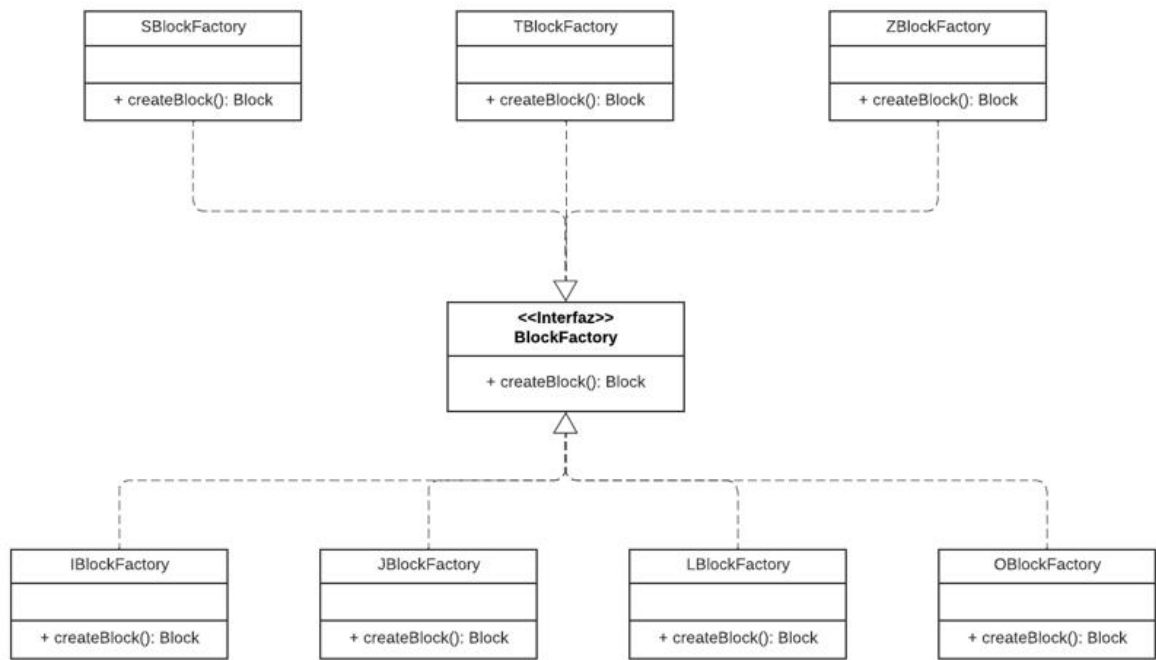 SBlockFactory
+ createBlock(): Block
TBlockFactory
+ createBlock(): Block
ZBlockFactory
+ createBlock(): Block
<<Interfaz>>
BlockFactory
+ createBlock(): Block
IBlockFactory
+ createBlock(): Block
JBlockFactory
+ createBlock(): Block
LBlockFactory
+ createBlock(): Block
OBlockFactory
+ createBlock(): Block